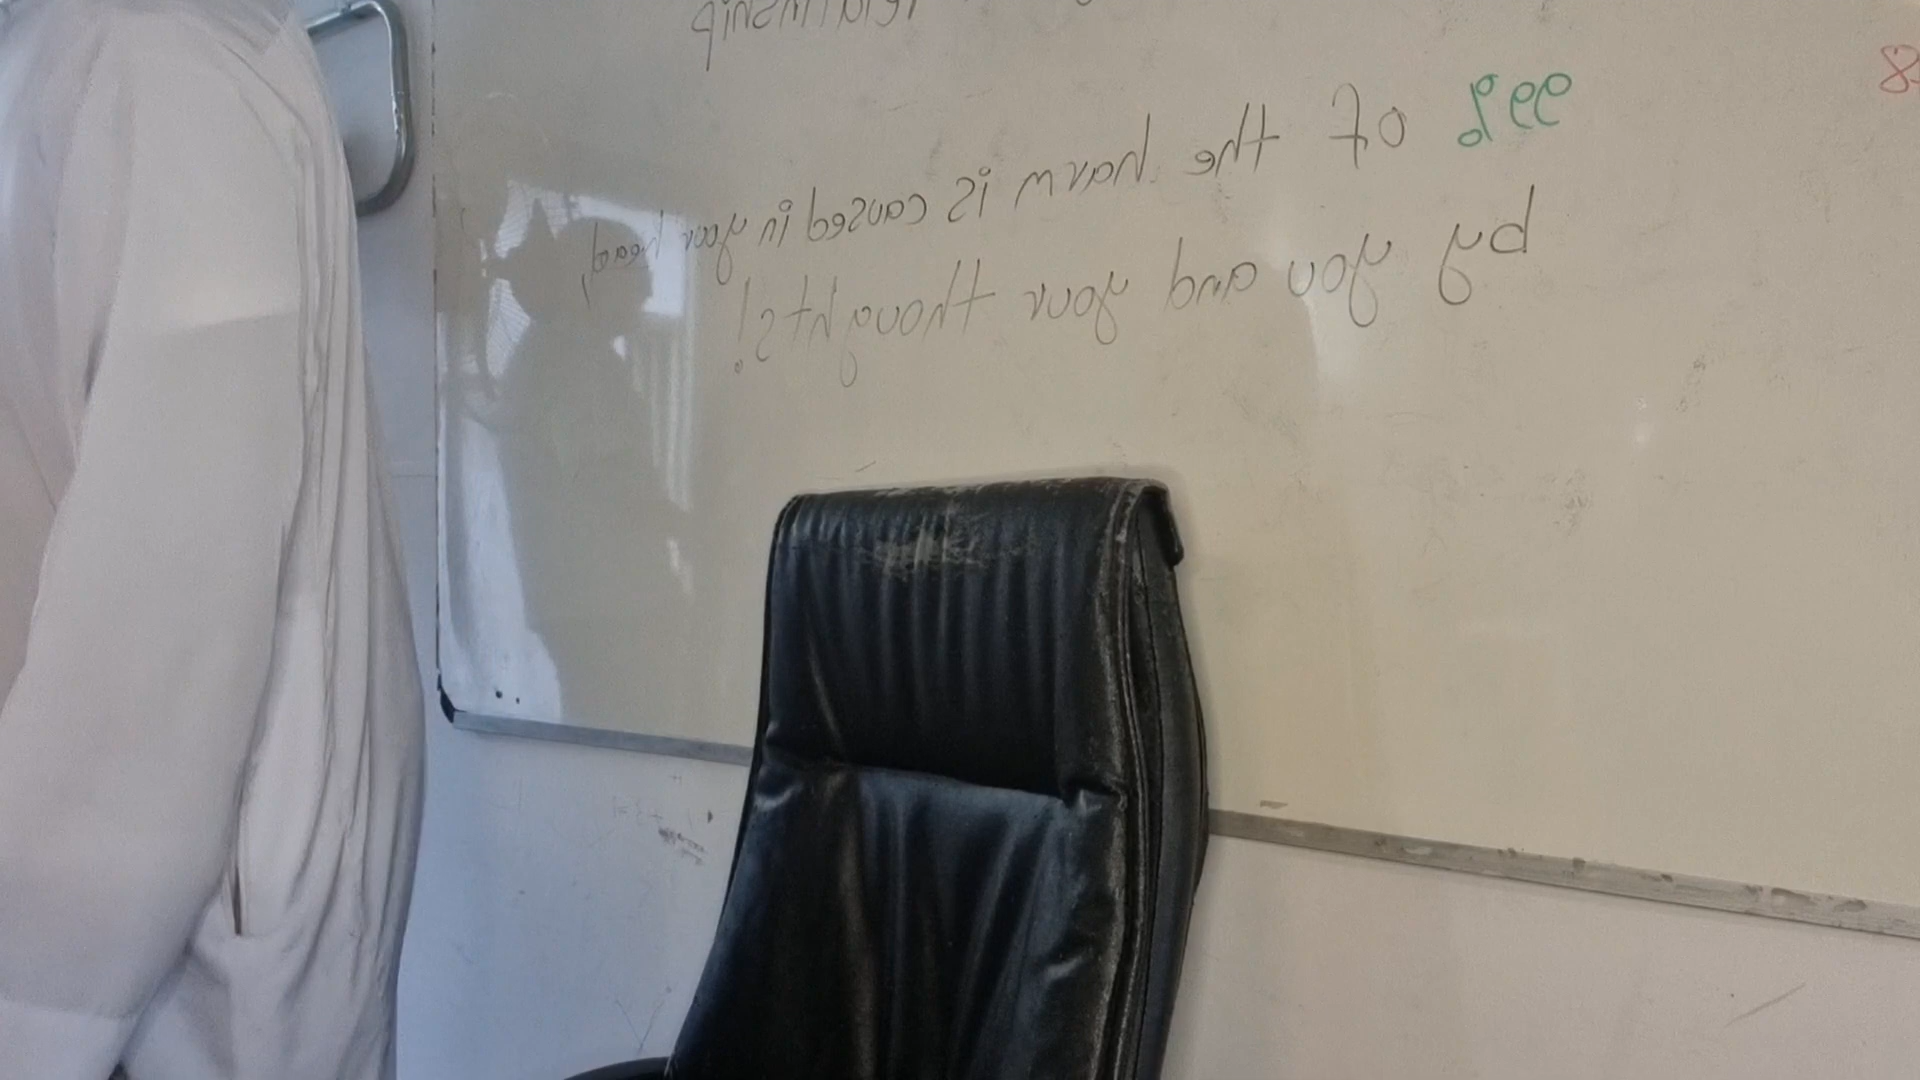 99% of the harm is caused in your head,
by you and your thoughts!